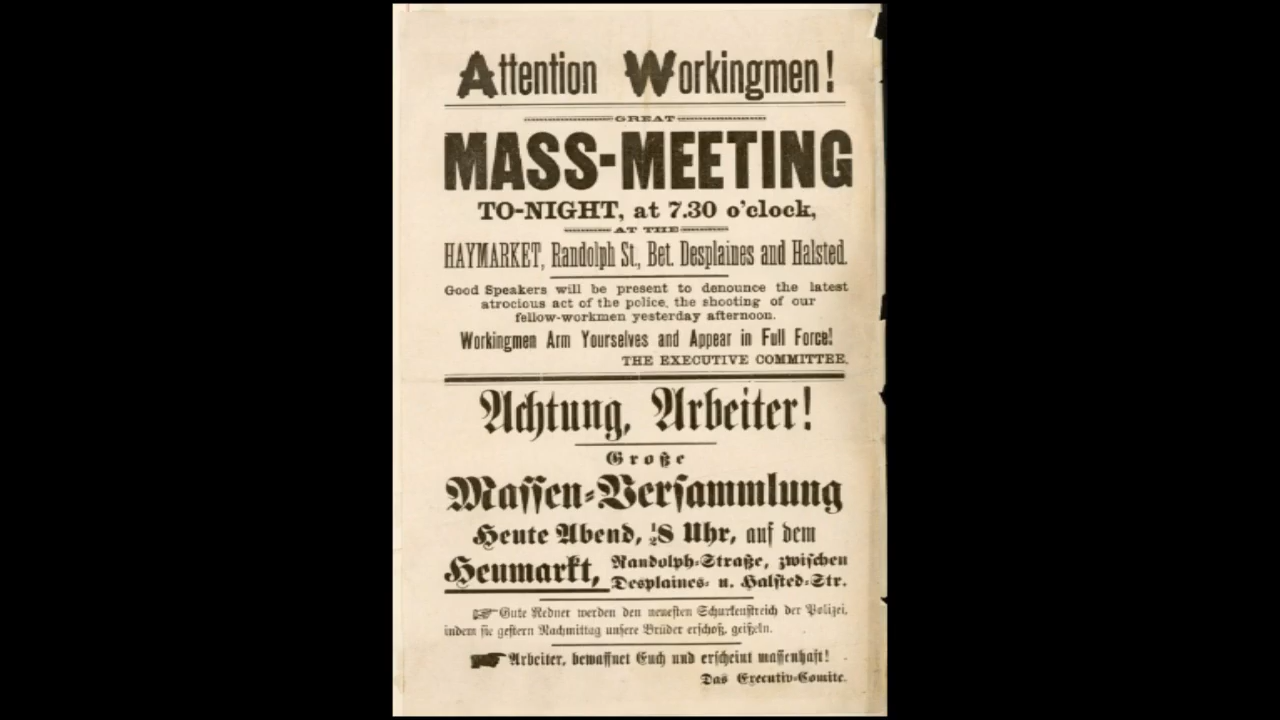 Attention Workingmen!
GREAT
MASS-MEETING
TO-NIGHT, at 7.30 o'clock,
AT THE
HAYMARKET, Randolph St., Bet. Desplaines and Halsted.
Good Speakers will be present to denounce the latest
atrocious act of the police, the shooting of our
fellow-workmen yesterday afternoon.
Workingmen Arm Yourselves and Appear in Full Force!
THE EXECUTIVE COMMITTEE.
Achtung, Arbeiter!
Große
Massen-Versammlung
Heute Abend, ½8 Uhr, auf dem
Heumarkt, Randolph-Straße, zwischen
Desplaines- u. Halsted-Str.
Gute Redner werden den neuesten Schurkenstreich der Polizei,
indem sie gestern Nachmittag unsere Brüder erschoß, geißeln.
Arbeiter, bewaffnet Euch und erscheint massenhaft!
Das Executiv-Comite.